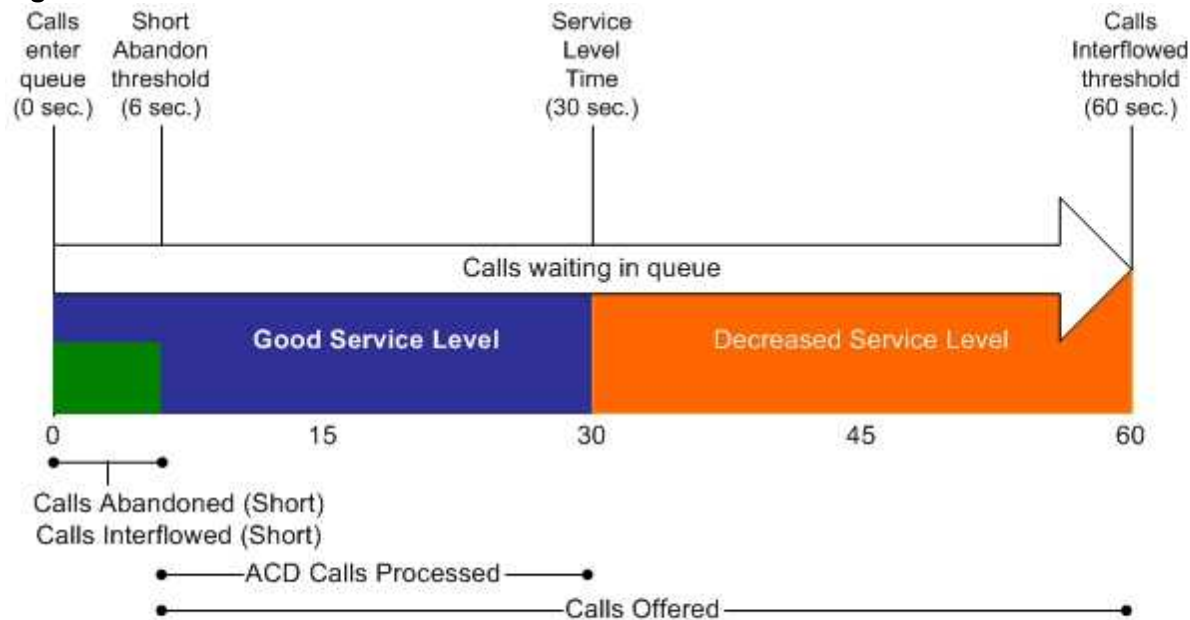 Calls
enter
queue
(0 sec.)
Short
Abandon
threshold
(6 sec.)
Service
Level
Time
(30 sec.)
Calls
Interflowed
threshold
(60 sec.)
Calls waiting in queue
Good Service Level
Decreased Service Level
0 15 30 45 60
Calls Abandoned (Short)
Calls Interflowed (Short)
ACD Calls Processed
Calls Offered